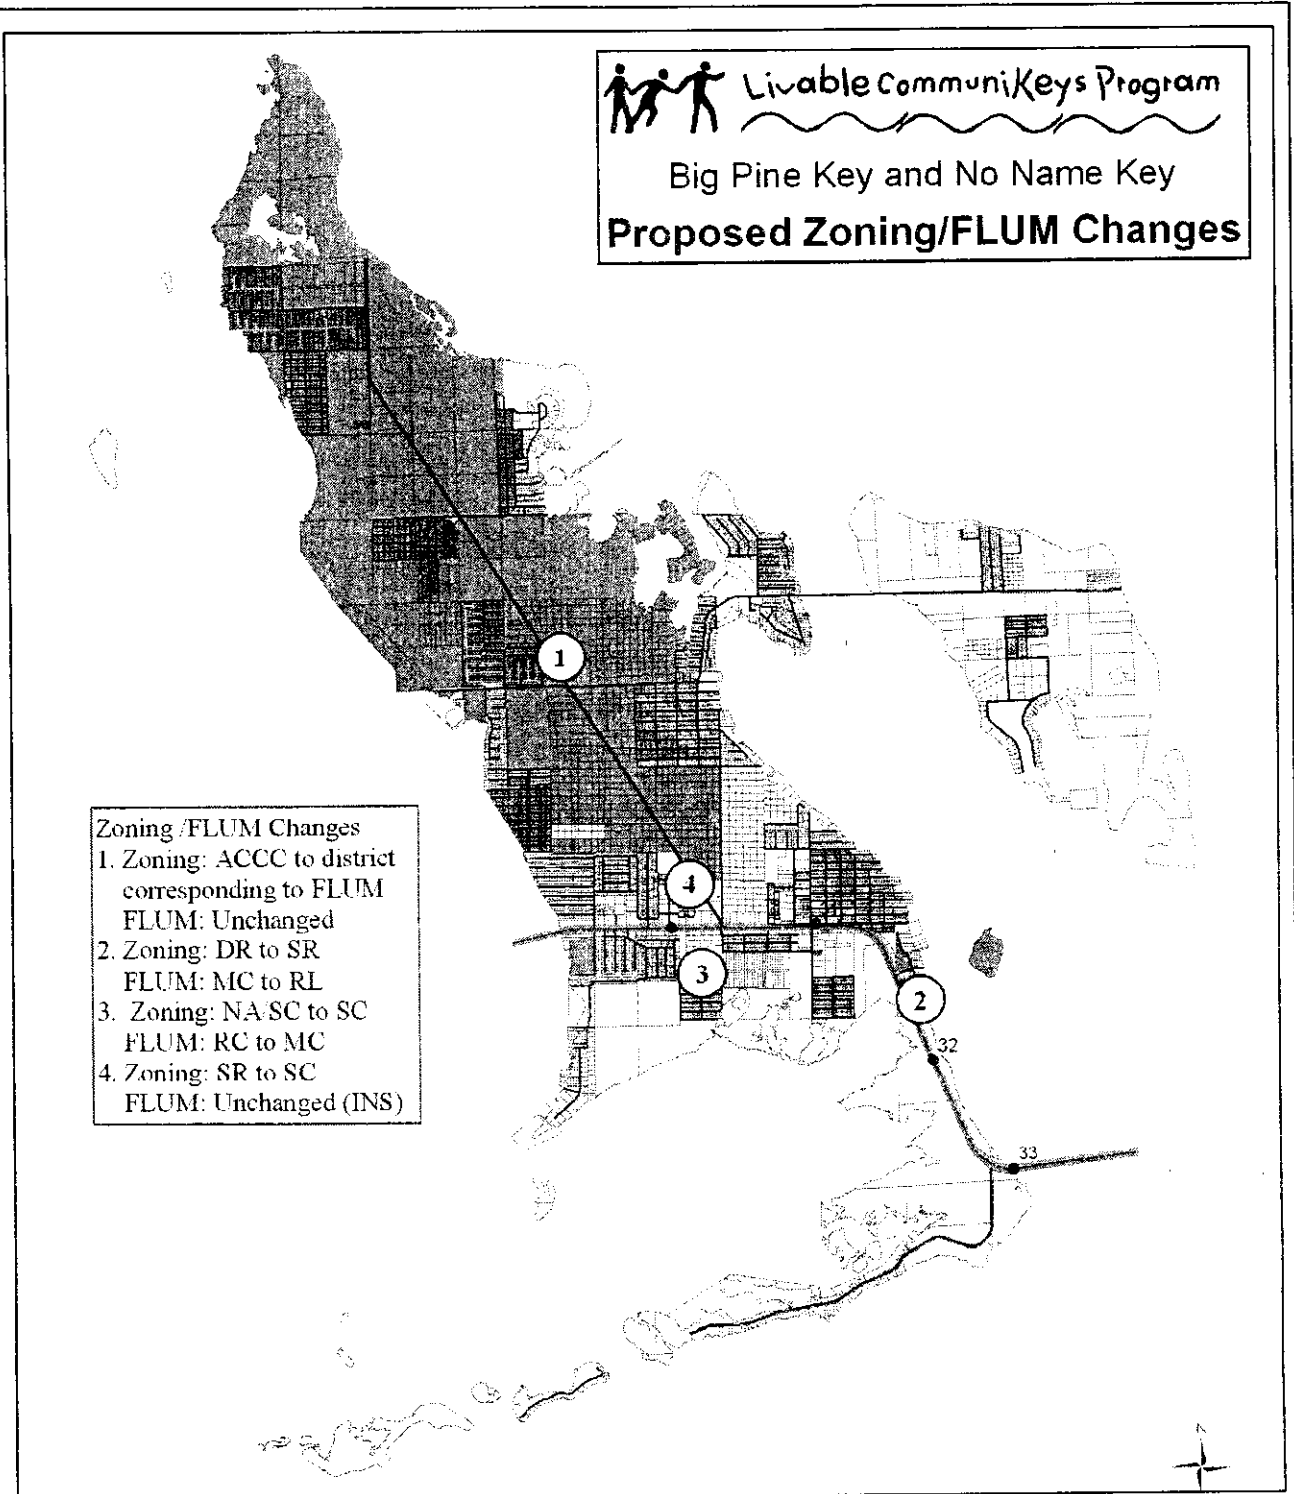 Livable CommuniKeys Program
Big Pine Key and No Name Key
Proposed Zoning/FLUM Changes
1
4
3
2
32
33
Zoning/FLUM Changes
1. Zoning: ACCC to district
corresponding to FLUM
FLUM: Unchanged
2. Zoning: DR to SR
FLUM: MC to RL
3. Zoning: NA/SC to SC
FLUM: RC to MC
4. Zoning: SR to SC
FLUM: Unchanged (INS)